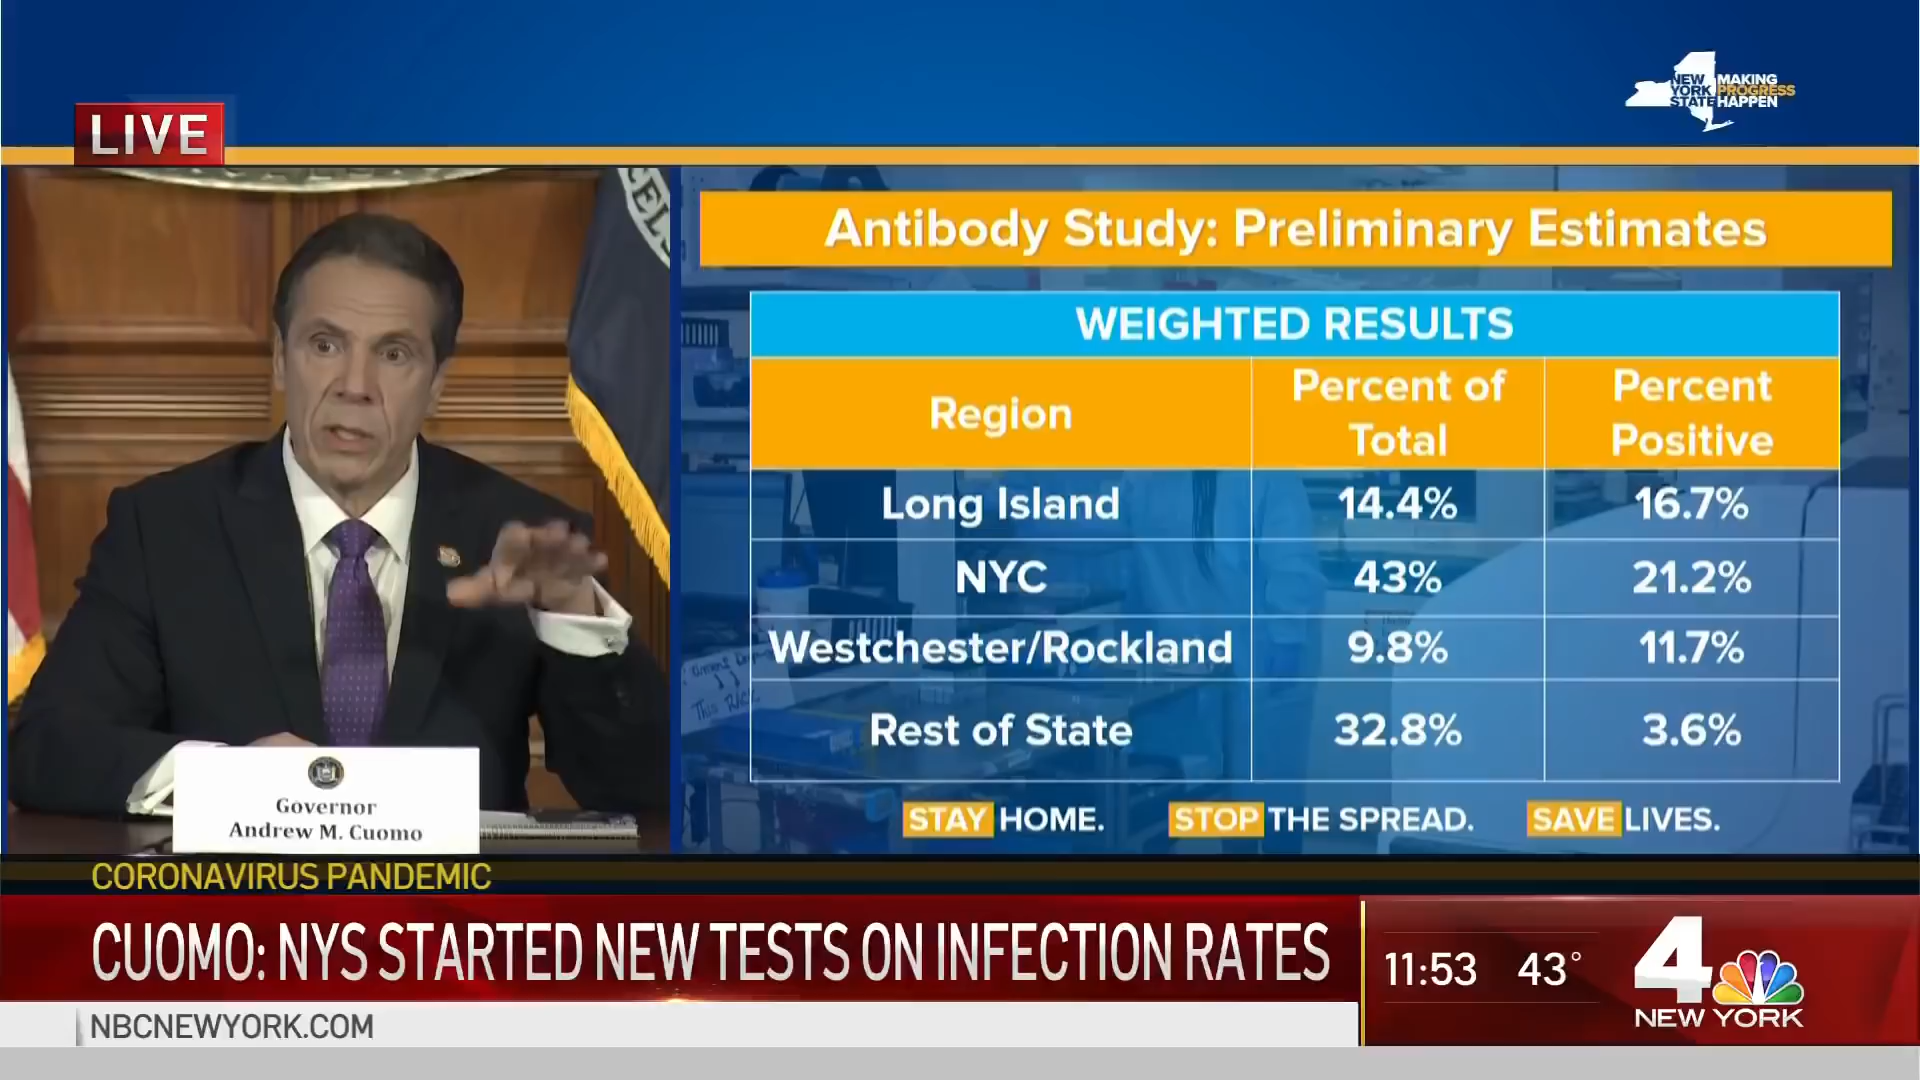 NEW
YORK
STATE
MAKING
PROGRESS
HAPPEN
LIVE
CELS
Antibody Study: Preliminary Estimates
WEIGHTED RESULTS
Region Percent of Total Percent Positive
Long Island 14.4% 16.7%
NYC 43% 21.2%
Westchester/Rockland 9.8% 11.7%
Rest of State 32.8% 3.6%
STAY HOME. STOP THE SPREAD. SAVE LIVES.
Governor
Andrew M. Cuomo
CORONAVIRUS PANDEMIC
CUOMO: NYS STARTED NEW TESTS ON INFECTION RATES
11:53 43°
4
NEW YORK
NBCNEWYORK.COM